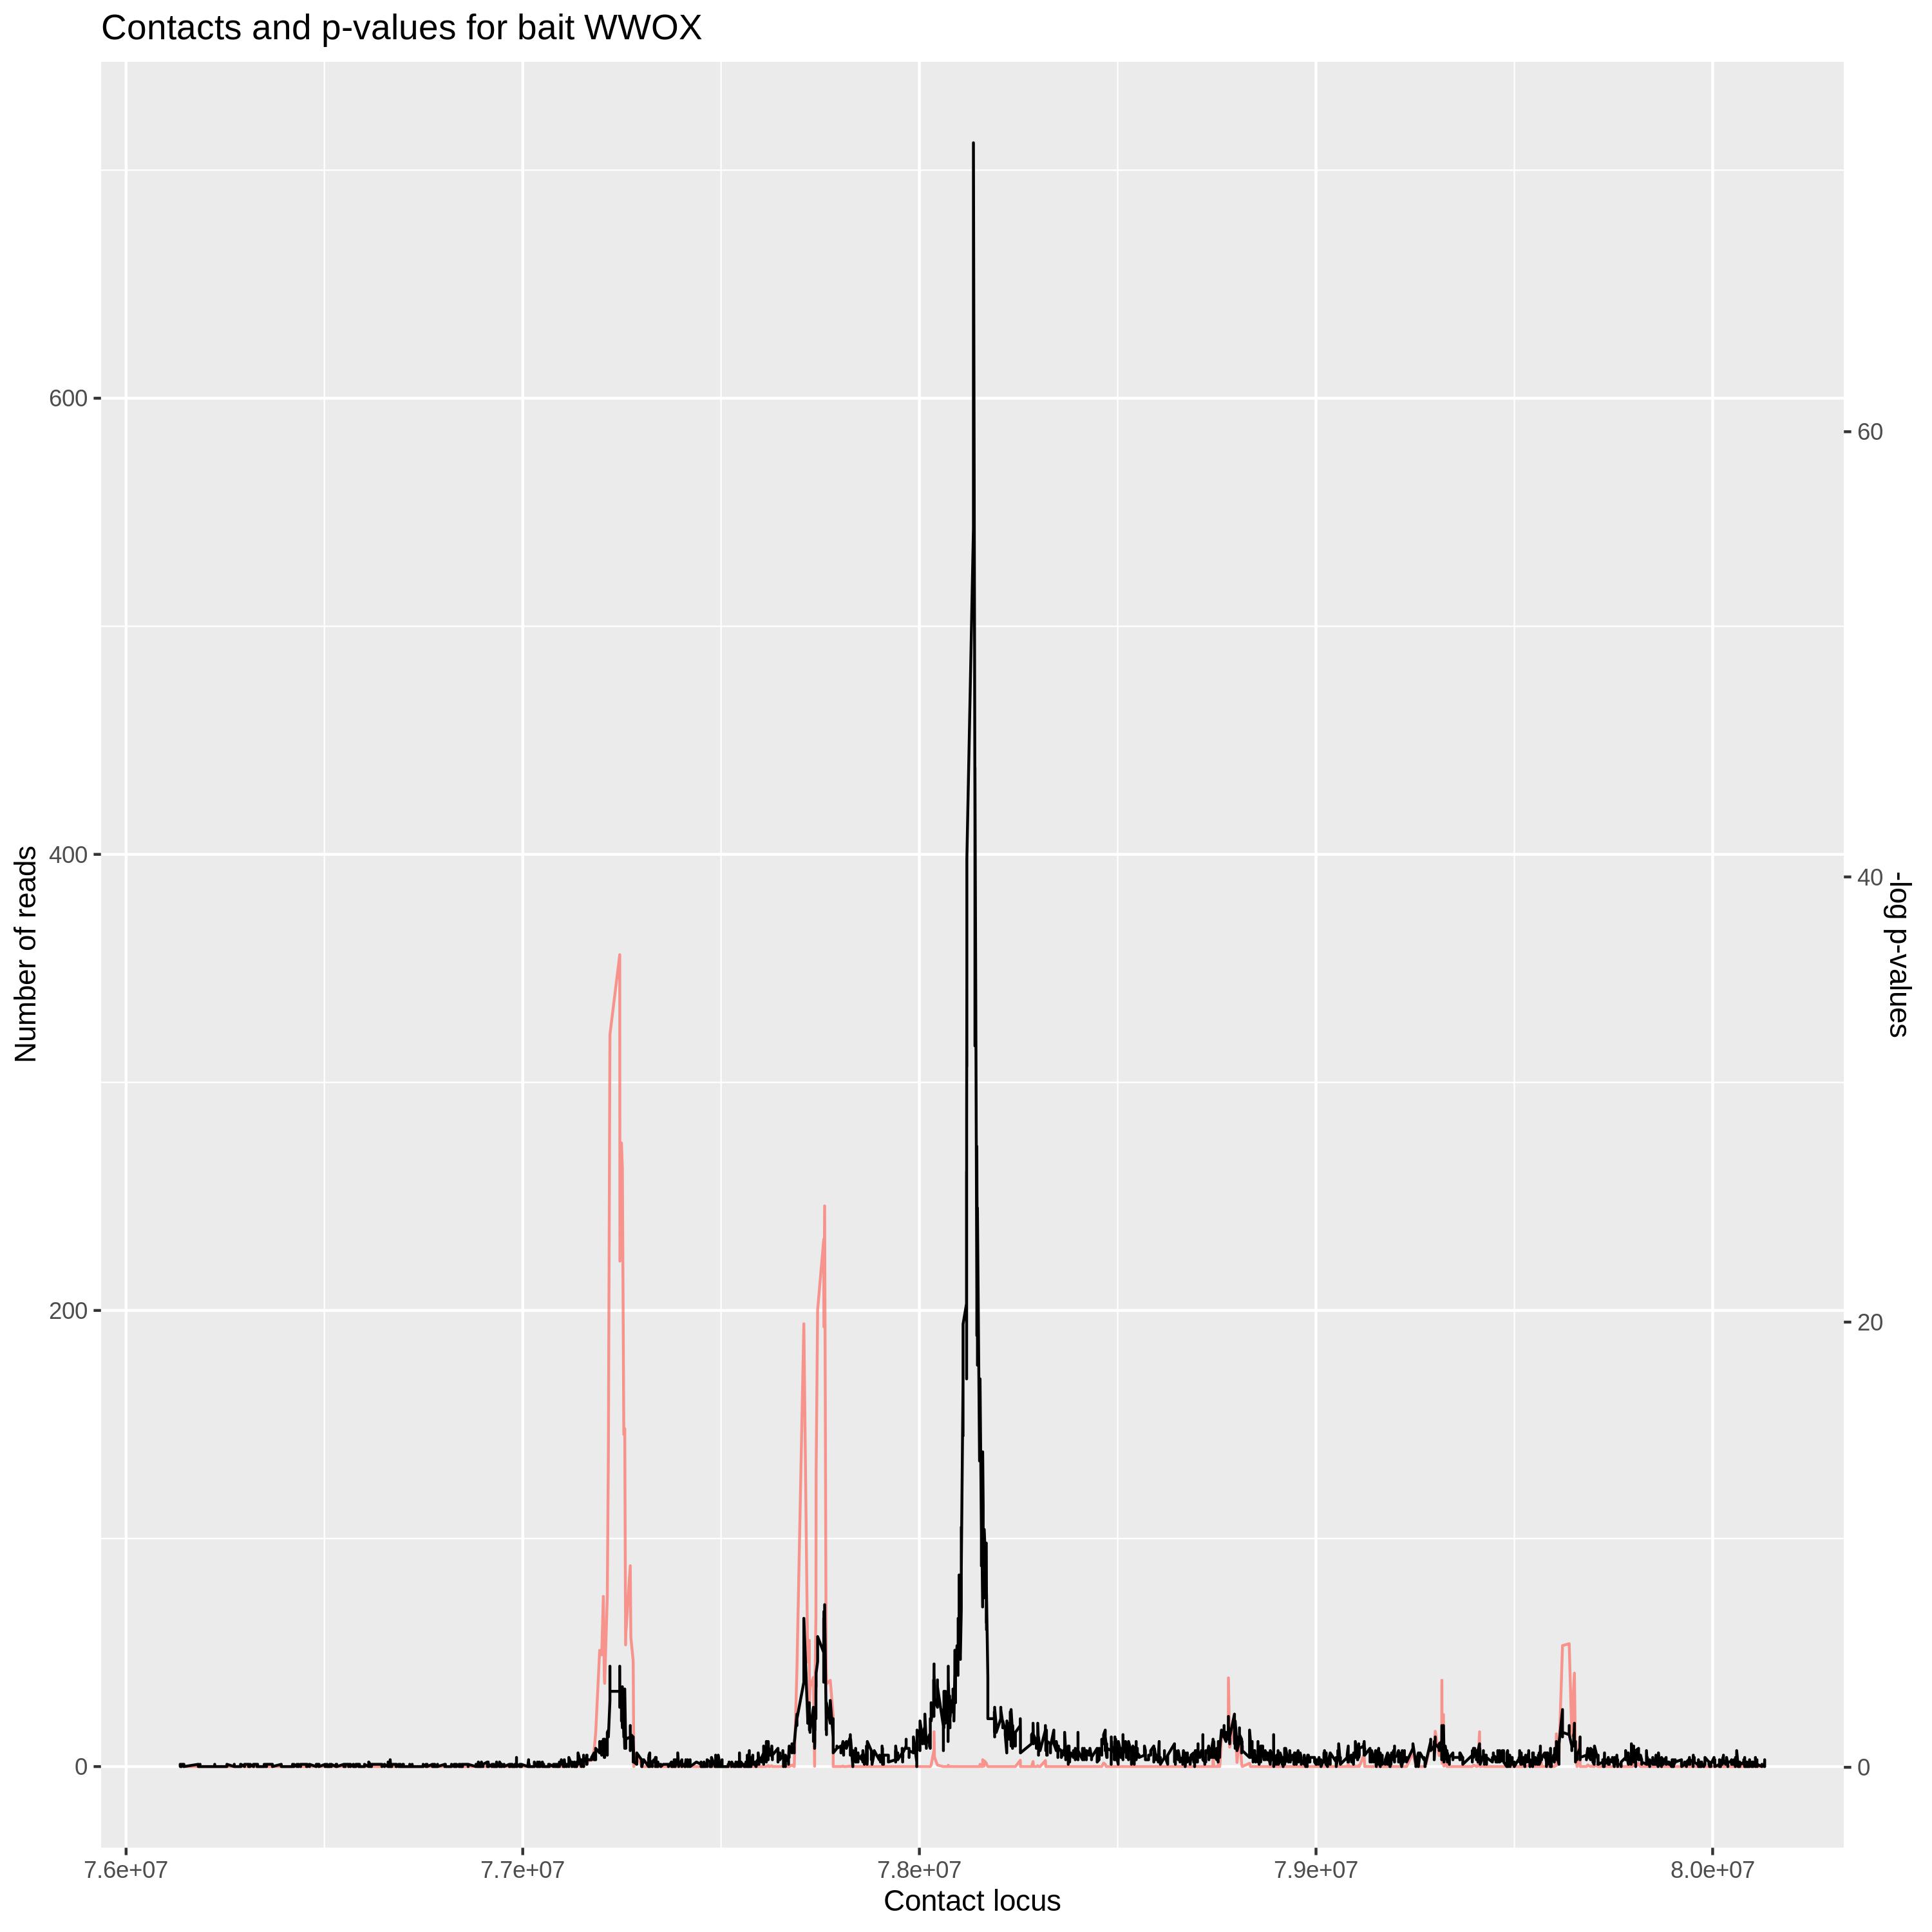 Contacts and p-values for bait WWOX
600
400
200
0
Number of reads
60
40
20
0
-log p-values
7.6e+07 7.7e+07 7.8e+07 7.9e+07 8.0e+07
Contact locus